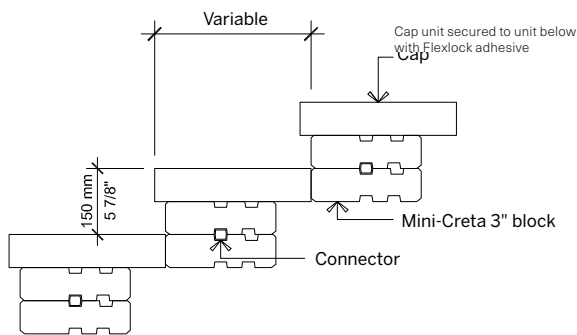 Variable
Cap unit secured to unit below
with Flexlock adhesive
Cap
150 mm
5 7/8"
Mini-Creta 3" block
Connector